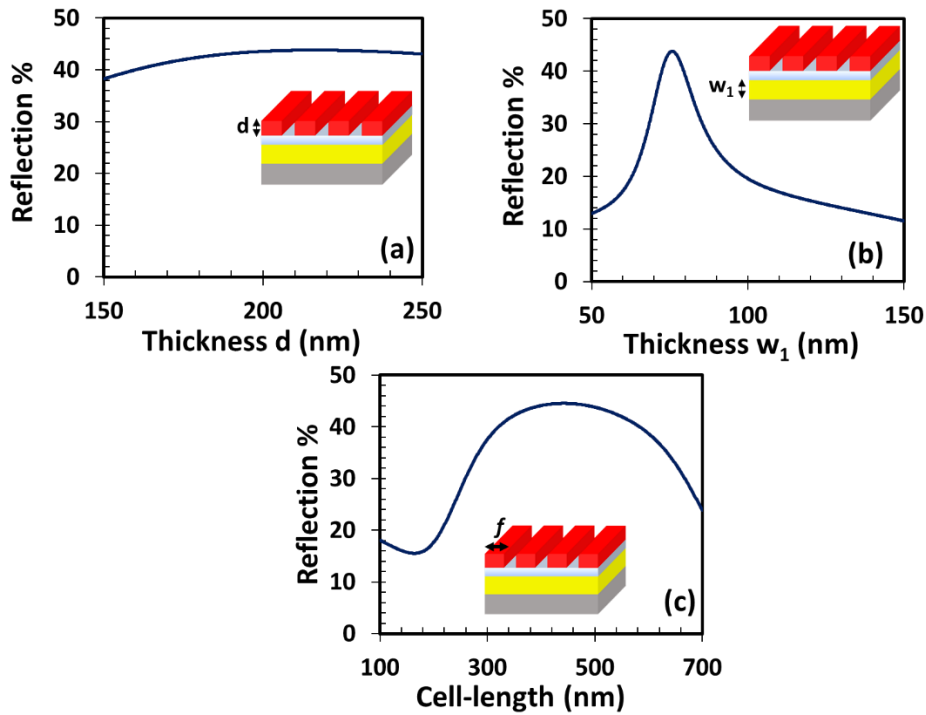 50
40
30
20
10
0
Reflection %
d
(a)
150
200
250
Thickness d (nm)
50
40
30
20
10
0
Reflection %
w₁
(b)
50
100
150
Thickness w₁ (nm)
50
40
30
20
10
0
Reflection %
f
(c)
100
300
500
700
Cell-length (nm)